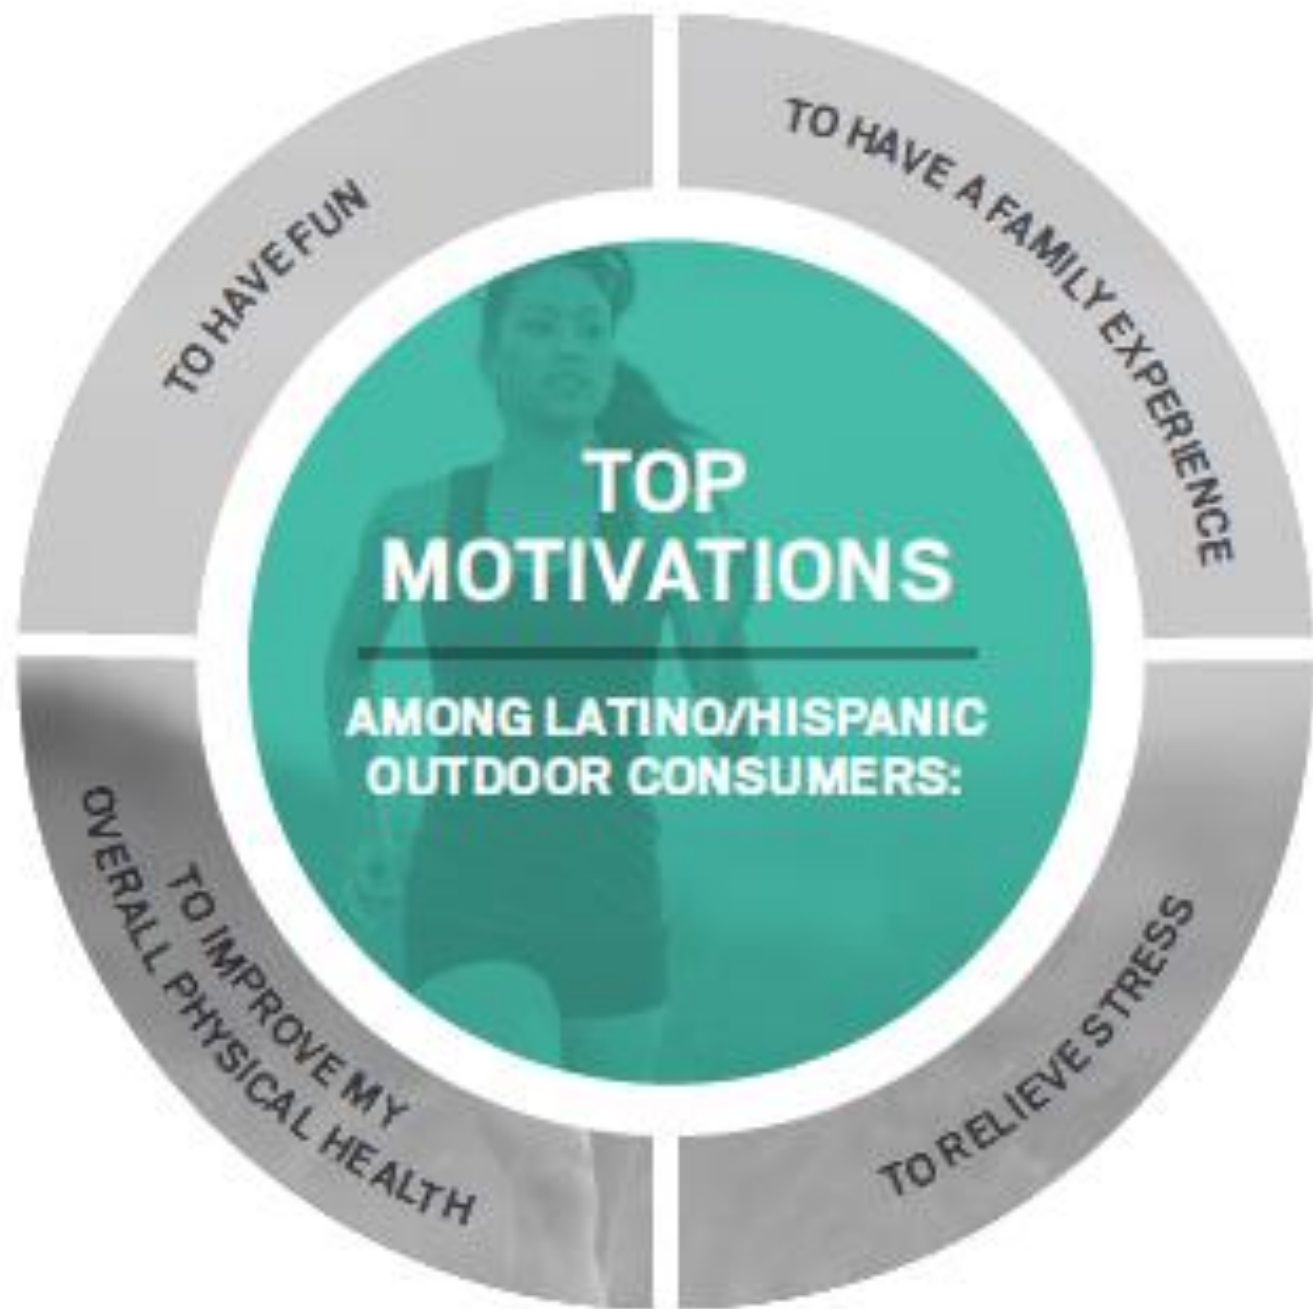 TO HAVE FUN
TO HAVE A FAMILY EXPERIENCE
TOP
MOTIVATIONS
AMONG LATINO/HISPANIC
OUTDOOR CONSUMERS:
TO IMPROVE MY
OVERALL PHYSICAL HEALTH
TO RELIEVE STRESS